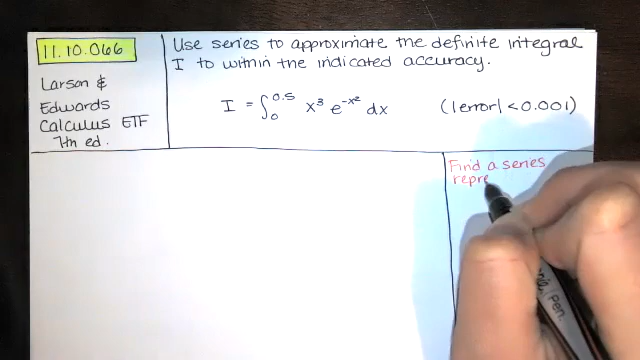 11.10.066
Larson &
Edwards
Calculus ETF
7th ed.
Use series to approximate the definite integral
I to within the indicated accuracy.
I = ∫₀^0.5 x³ e^-x² dx (|error| < 0.001)
Find a series
repre
Pen.